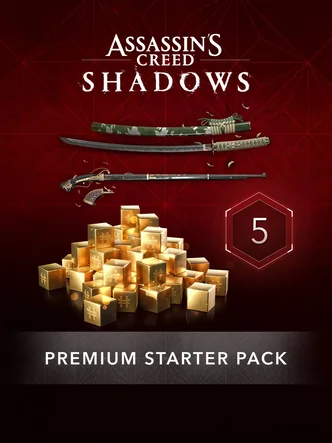 ASSASSIN'S
CREED
SHADOWS
5
PREMIUM STARTER PACK